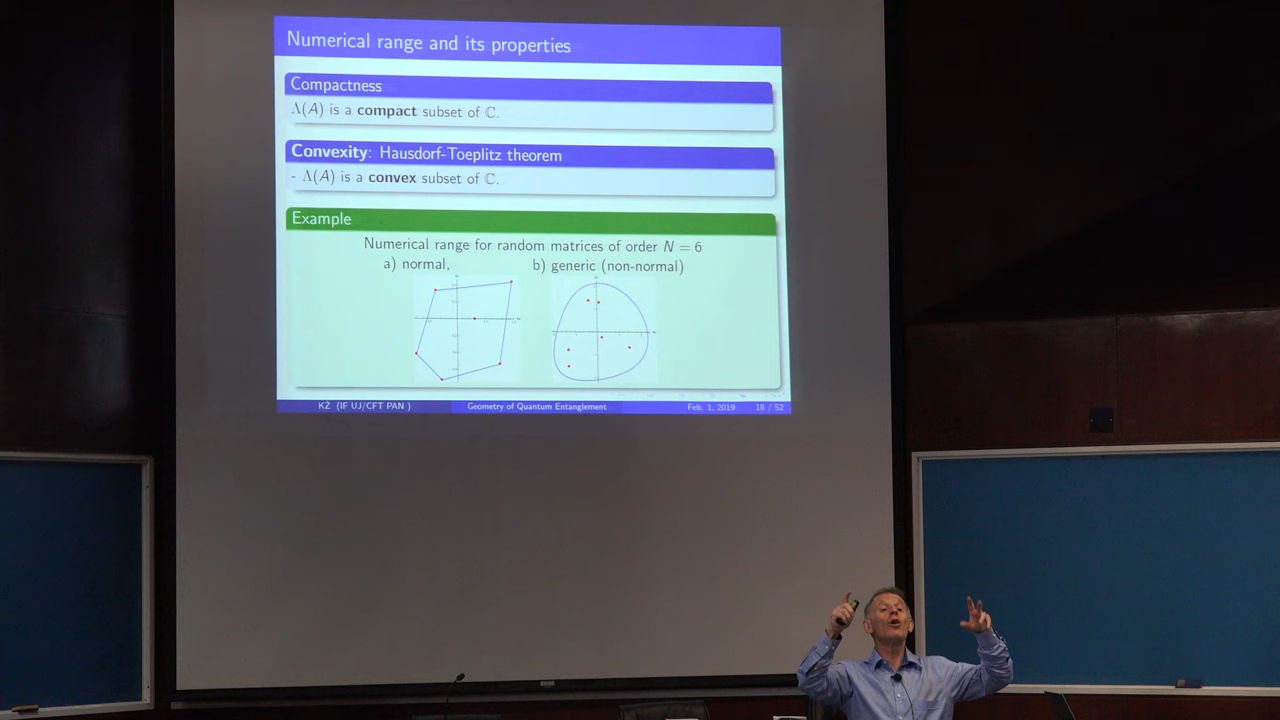 Numerical range and its properties
Compactness
Λ(A) is a compact subset of ℂ.
Convexity: Hausdorf-Toeplitz theorem
- Λ(A) is a convex subset of ℂ.
Example
Numerical range for random matrices of order N = 6
a) normal, b) generic (non-normal)
KŻ (IF UJ/CFT PAN ) Geometry of Quantum Entanglement Feb. 1, 2019 18 / 52